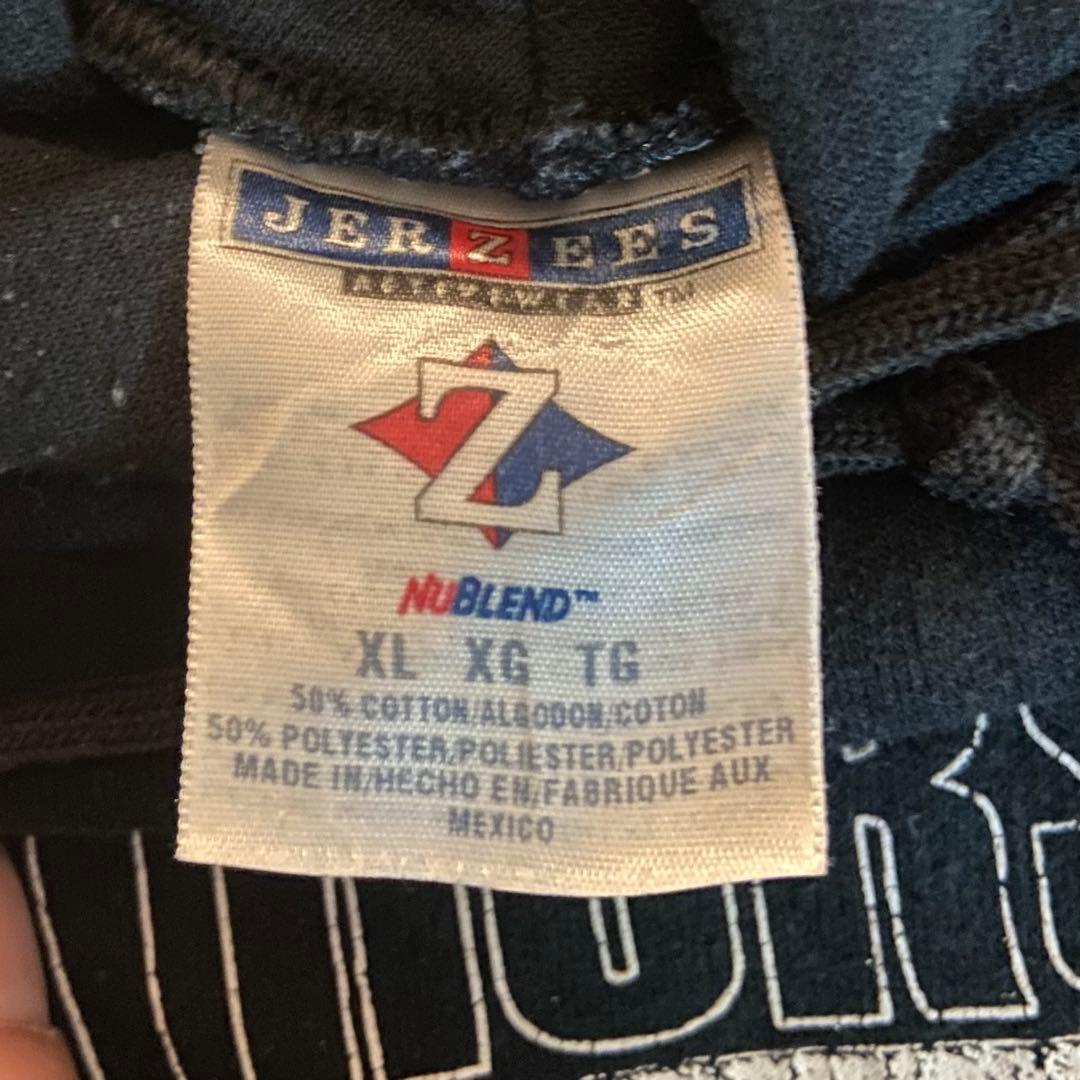 JERZEES
ACTIVEWEAR™
Z
NUBLEND™
XL XG TG
50% COTTON/ALGODON/COTON
50% POLYESTER/POLIESTER/POLYESTER
MADE IN/HECHO EN/FABRIQUE AUX
MEXICO